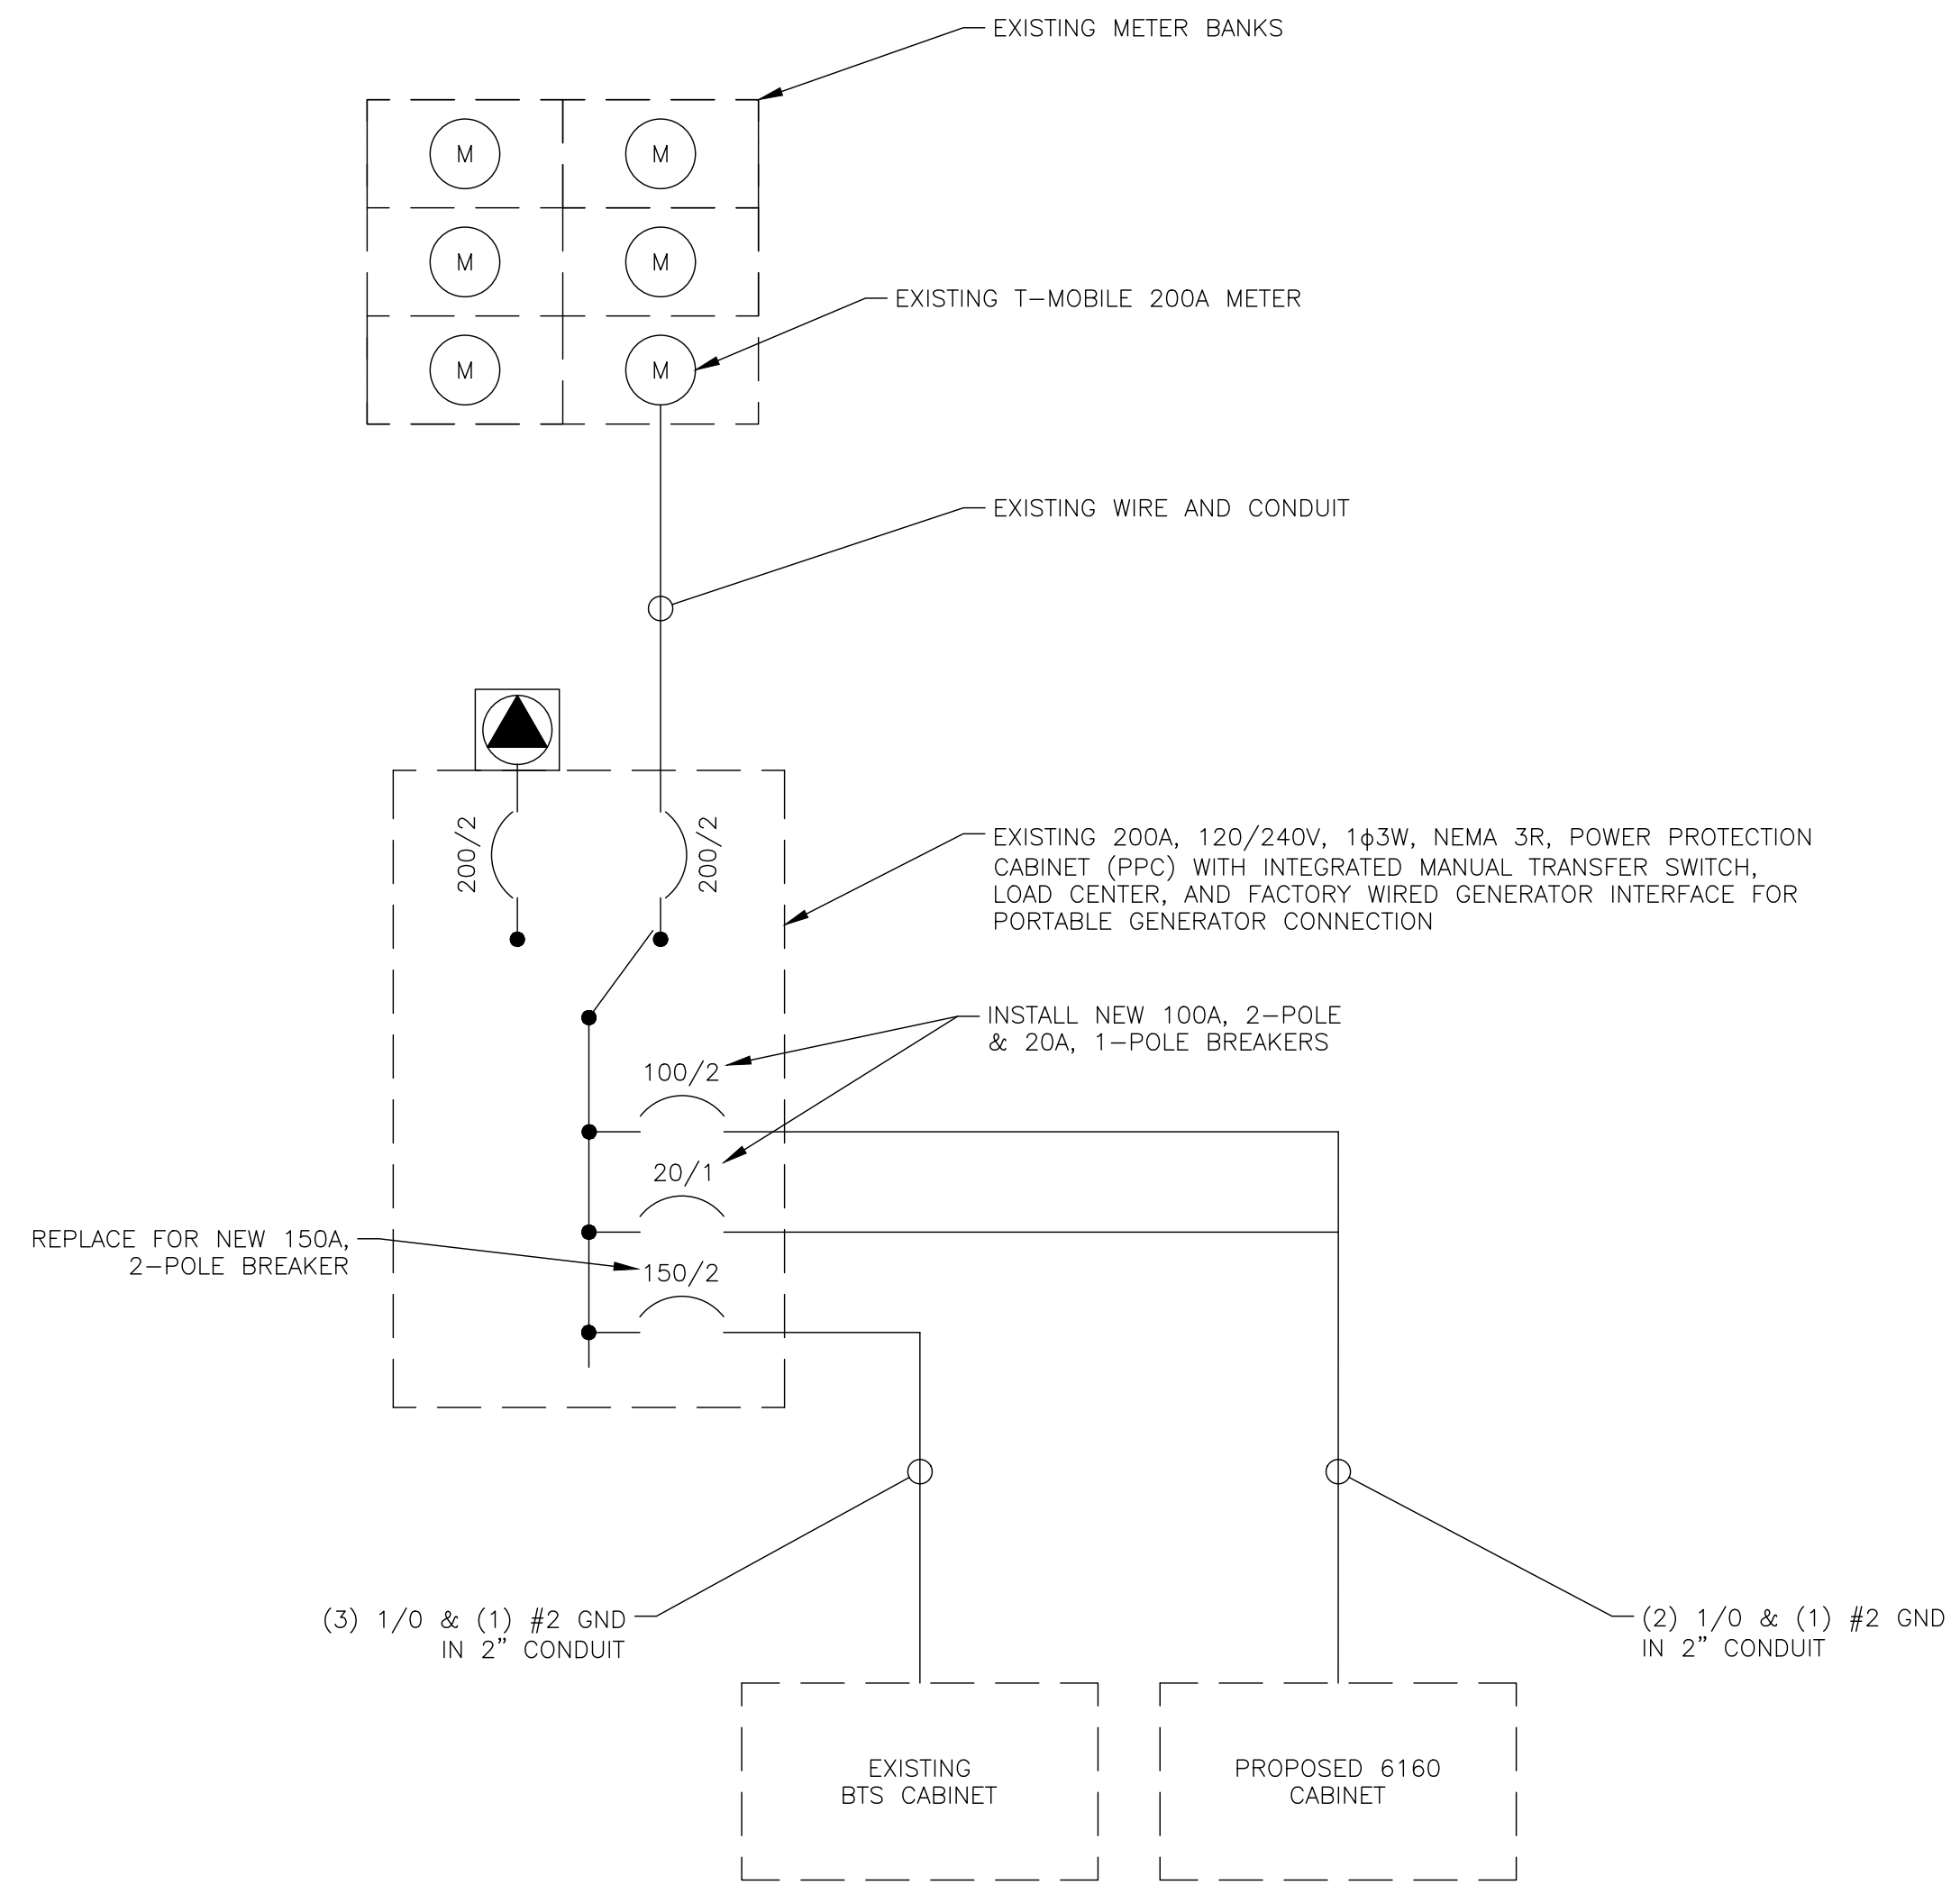 EXISTING METER BANKS
M
M
M
M
EXISTING T-MOBILE 200A METER
M
M
EXISTING WIRE AND CONDUIT
200/2
200/2
EXISTING 200A, 120/240V, 1ϕ3W, NEMA 3R, POWER PROTECTION
CABINET (PPC) WITH INTEGRATED MANUAL TRANSFER SWITCH,
LOAD CENTER, AND FACTORY WIRED GENERATOR INTERFACE FOR
PORTABLE GENERATOR CONNECTION
INSTALL NEW 100A, 2-POLE
& 20A, 1-POLE BREAKERS
100/2
20/1
REPLACE FOR NEW 150A,
2-POLE BREAKER
150/2
(3) 1/0 & (1) #2 GND
IN 2" CONDUIT
(2) 1/0 & (1) #2 GND
IN 2" CONDUIT
EXISTING
BTS CABINET
PROPOSED 6160
CABINET